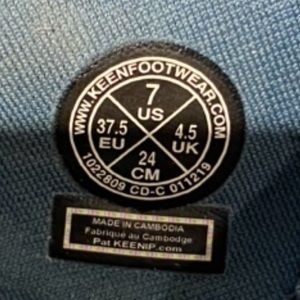 WWW.KEENFOOTWEAR.COM
7
US
37.5
EU
4.5
UK
24
CM
1022809 CD-C 011219
MADE IN CAMBODIA
Fabriqué au Cambodge
Pat KEENIP.com